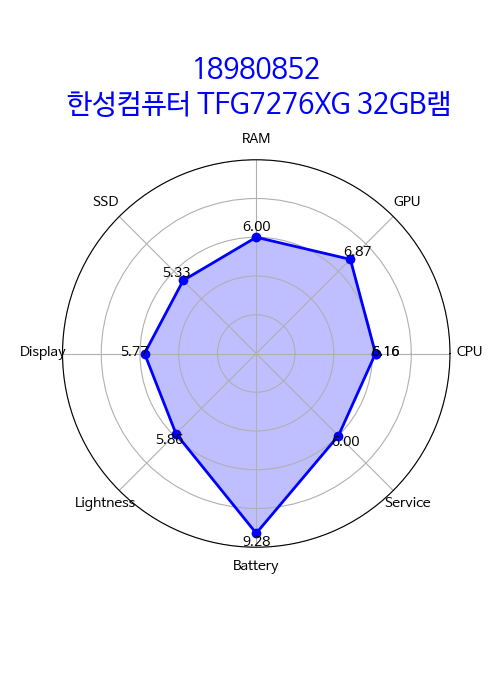 18980852
한성컴퓨터 TFG7276XG 32GB램
RAM
SSD
GPU
6.00
6.87
5.33
Display
5.77
6.16
CPU
5.86
6.00
Lightness
Service
9.28
Battery